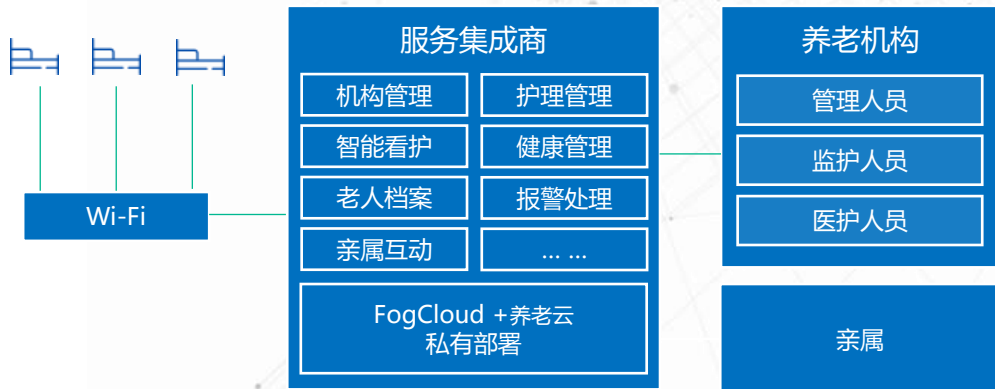 Wi-Fi
服务集成商
机构管理
护理管理
智能看护
健康管理
老人档案
报警处理
亲属互动
... ...
FogCloud +养老云
私有部署
养老机构
管理人员
监护人员
医护人员
亲属